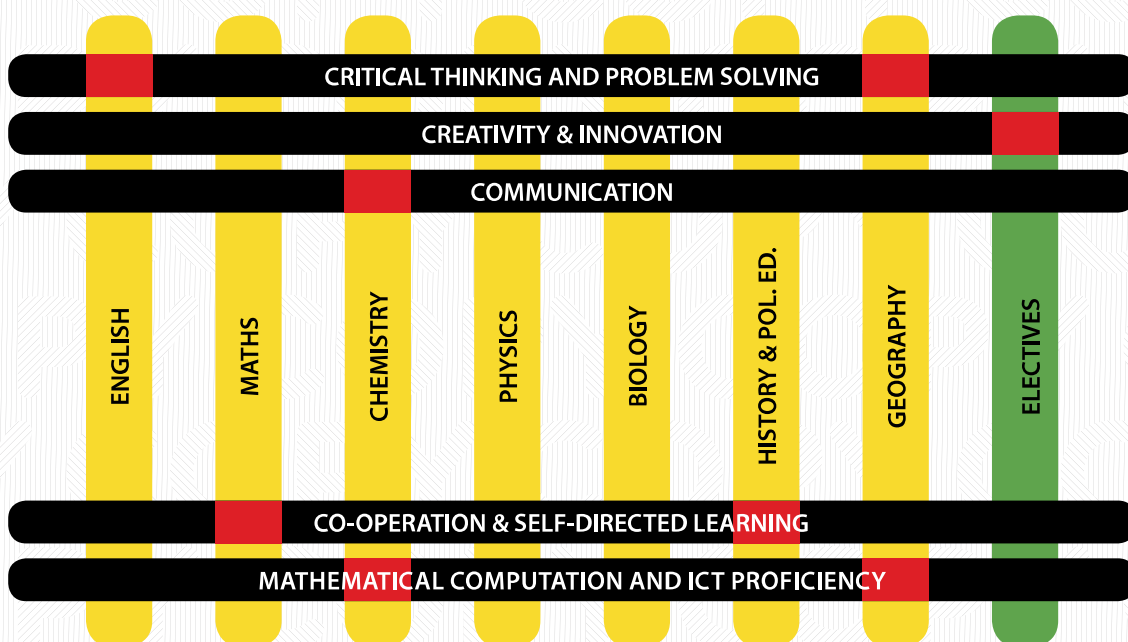 CRITICAL THINKING AND PROBLEM SOLVING
CREATIVITY & INNOVATION
COMMUNICATION
ENGLISH
MATHS
CHEMISTRY
PHYSICS
BIOLOGY
HISTORY & POL. ED.
GEOGRAPHY
ELECTIVES
CO-OPERATION & SELF-DIRECTED LEARNING
MATHEMATICAL COMPUTATION AND ICT PROFICIENCY